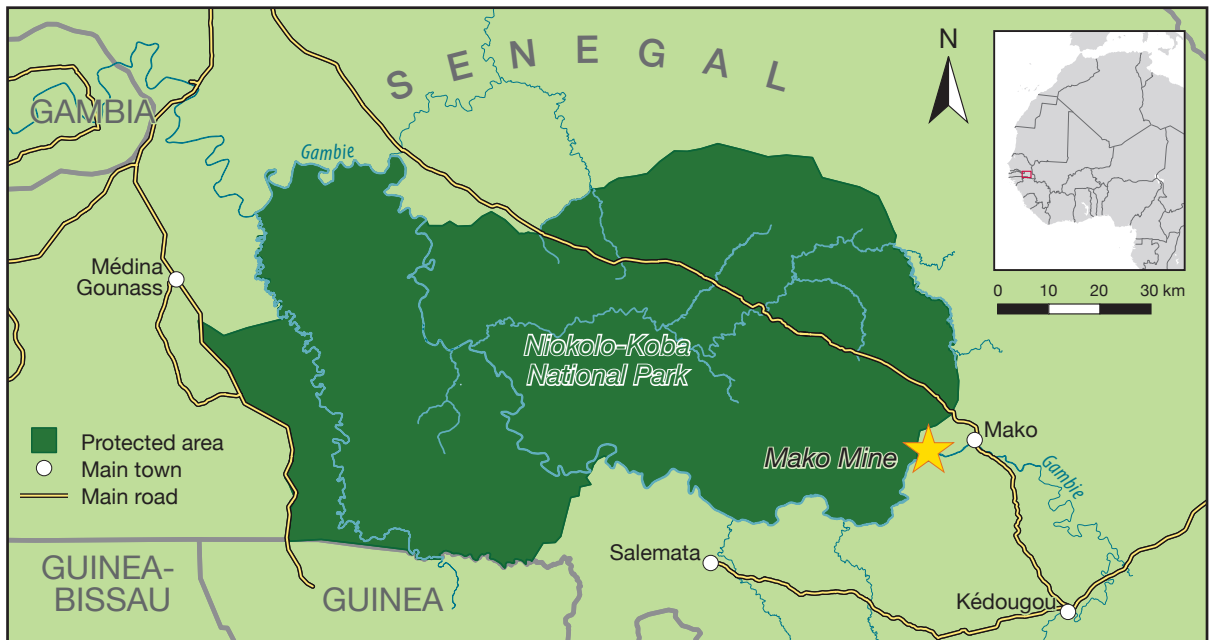 SENEGAL
N
GAMBIA
Gambie
Médina
Gounass
0 10 20 30 km
Niokolo-Koba
National Park
Mako
Mako Mine
Gambie
Protected area
Main town
Main road
Salemata
Kédougou
GUINEA-
BISSAU
GUINEA